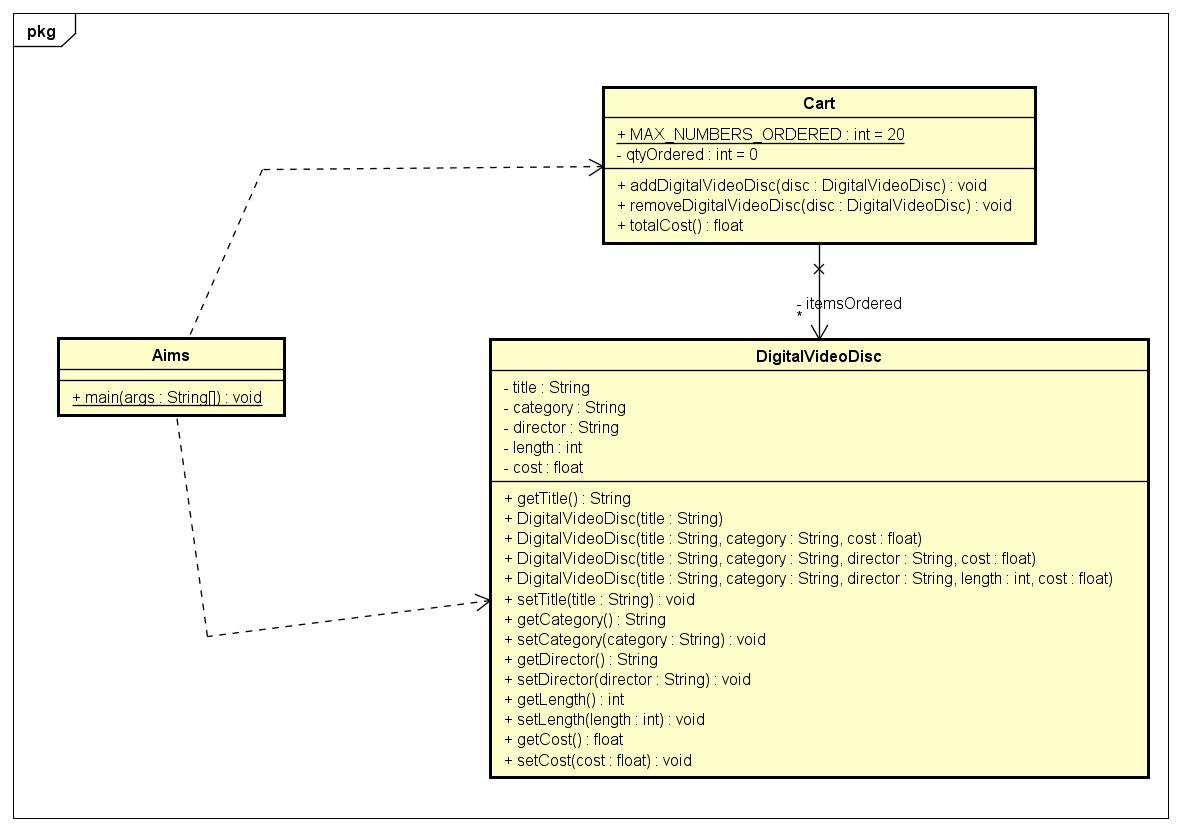 pkg
Cart
+ MAX_NUMBERS_ORDERED : int = 20
- qtyOrdered : int = 0
+ addDigitalVideoDisc(disc : DigitalVideoDisc) : void
+ removeDigitalVideoDisc(disc : DigitalVideoDisc) : void
+ totalCost() : float
- itemsOrdered
*
Aims
+ main(args : String[]) : void
DigitalVideoDisc
- title : String
- category : String
- director : String
- length : int
- cost : float
+ getTitle() : String
+ DigitalVideoDisc(title : String)
+ DigitalVideoDisc(title : String, category : String, cost : float)
+ DigitalVideoDisc(title : String, category : String, director : String, cost : float)
+ DigitalVideoDisc(title : String, category : String, director : String, length : int, cost : float)
+ setTitle(title : String) : void
+ getCategory() : String
+ setCategory(category : String) : void
+ getDirector() : String
+ setDirector(director : String) : void
+ getLength() : int
+ setLength(length : int) : void
+ getCost() : float
+ setCost(cost : float) : void